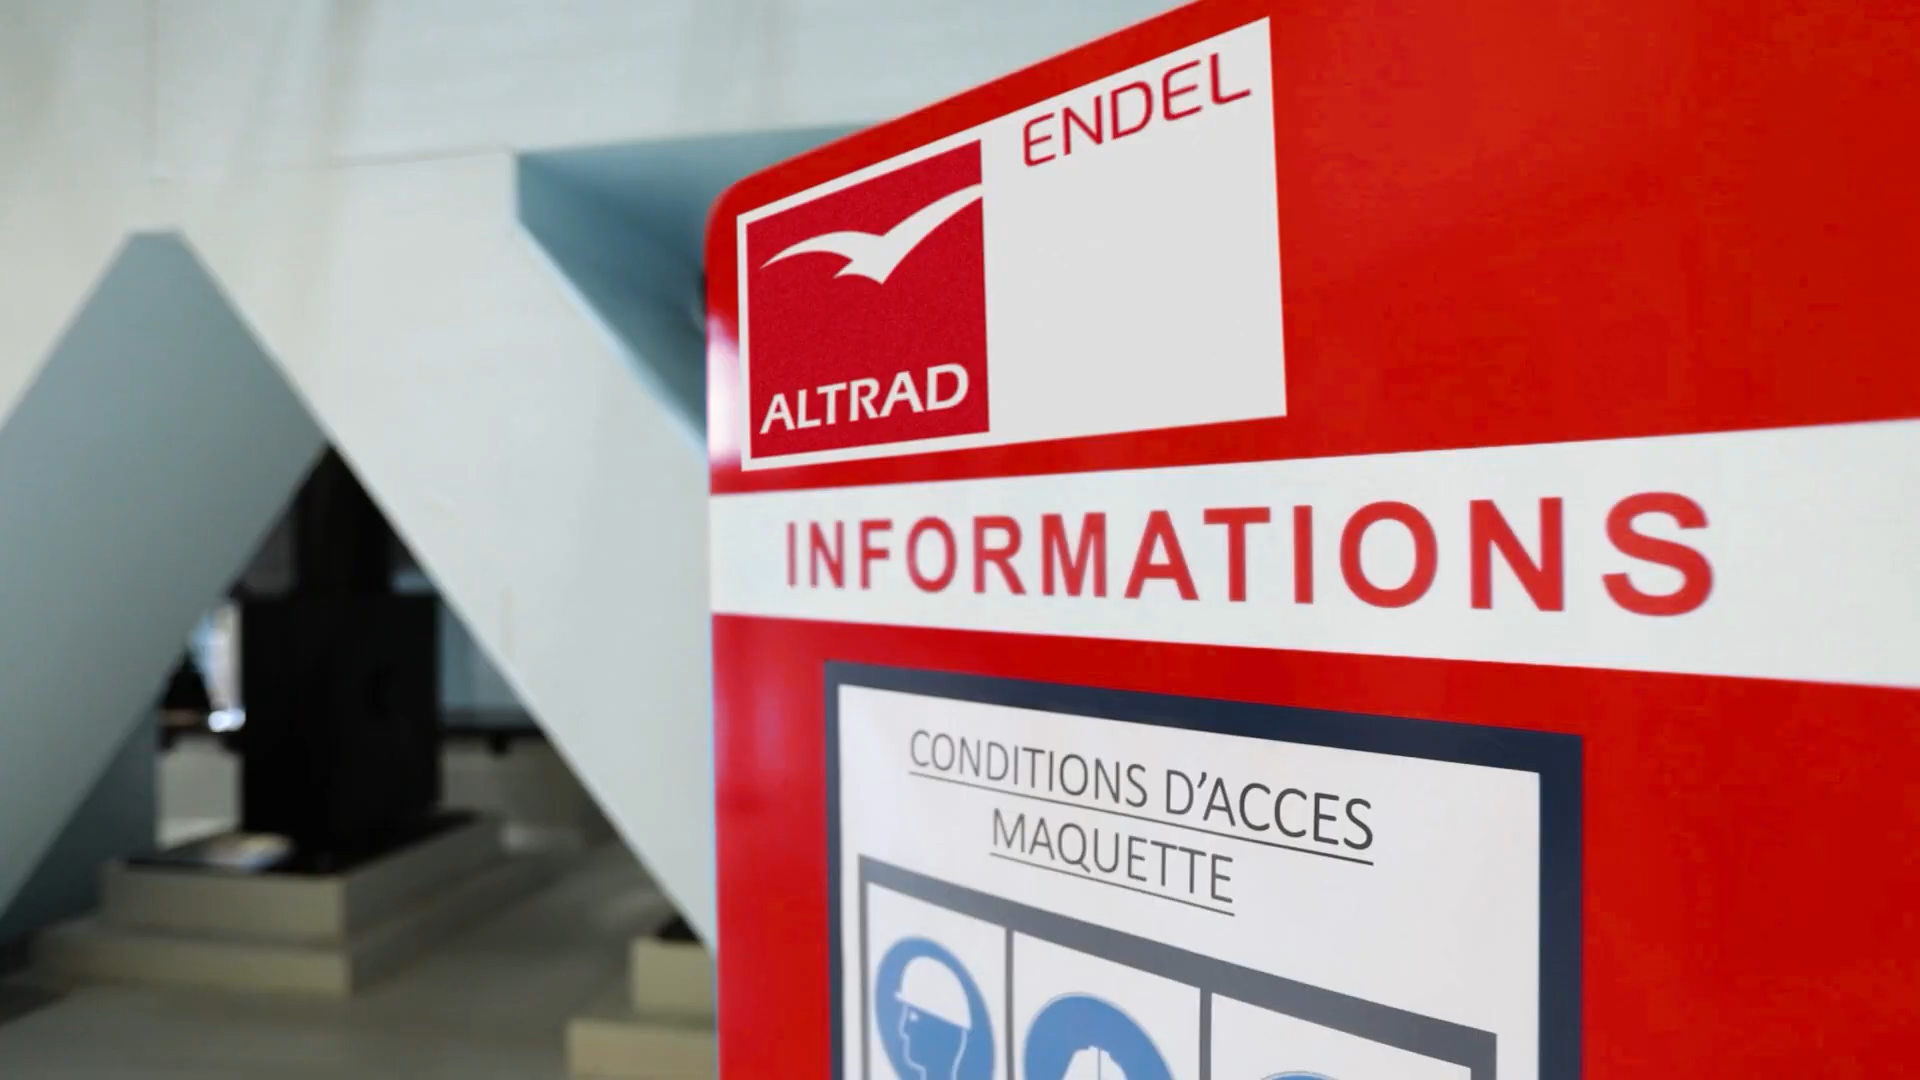 ENDEL
ALTRAD
INFORMATIONS
CONDITIONS D'ACCES
MAQUETTE